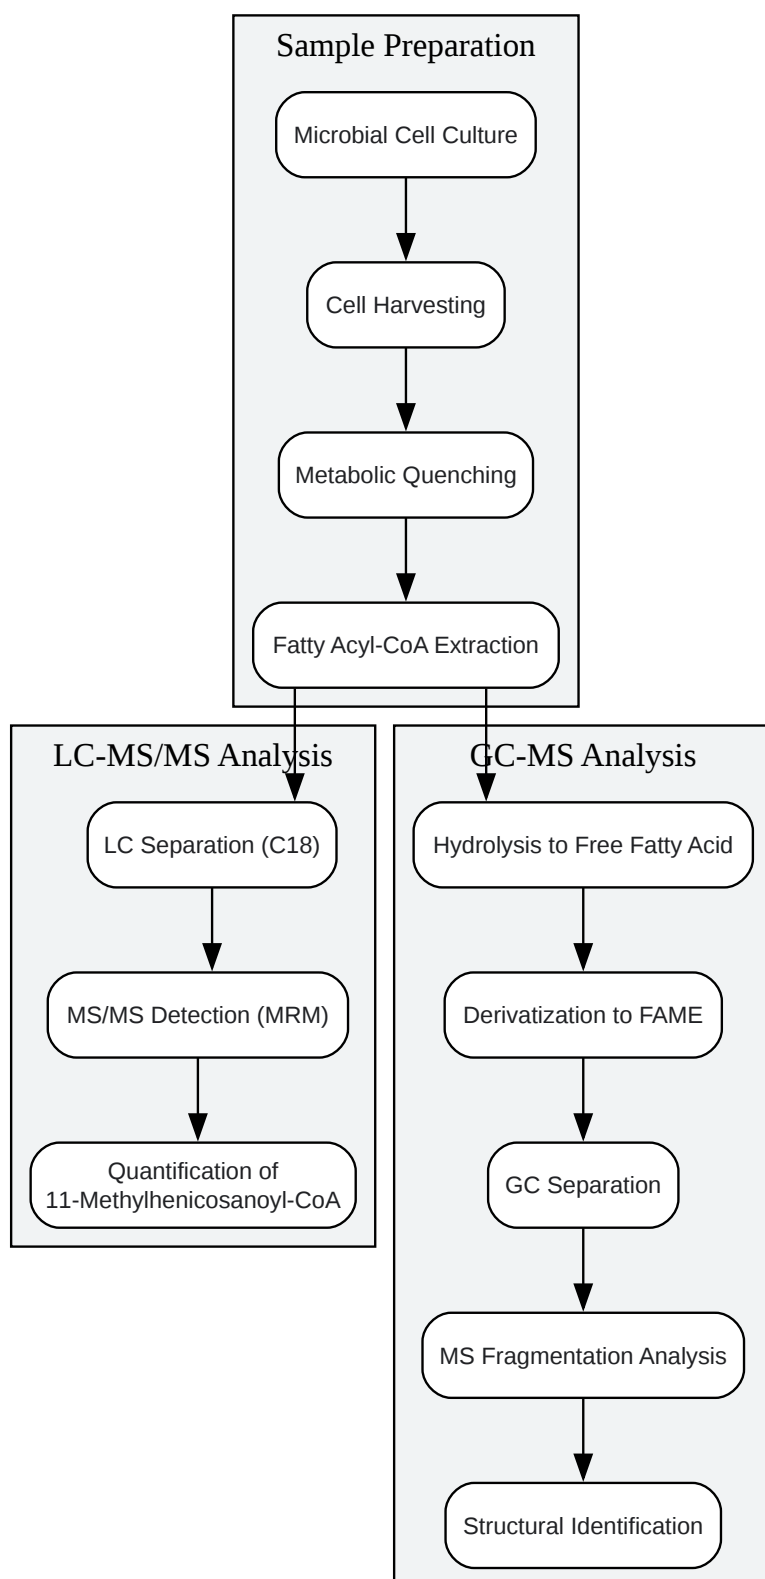 Sample Preparation
Microbial Cell Culture
Cell Harvesting
Metabolic Quenching
Fatty Acyl-CoA Extraction
LC-MS/MS Analysis
LC Separation (C18)
MS/MS Detection (MRM)
Quantification of
11-Methylhenicosanoyl-CoA
GC-MS Analysis
Hydrolysis to Free Fatty Acid
Derivatization to FAME
GC Separation
MS Fragmentation Analysis
Structural Identification